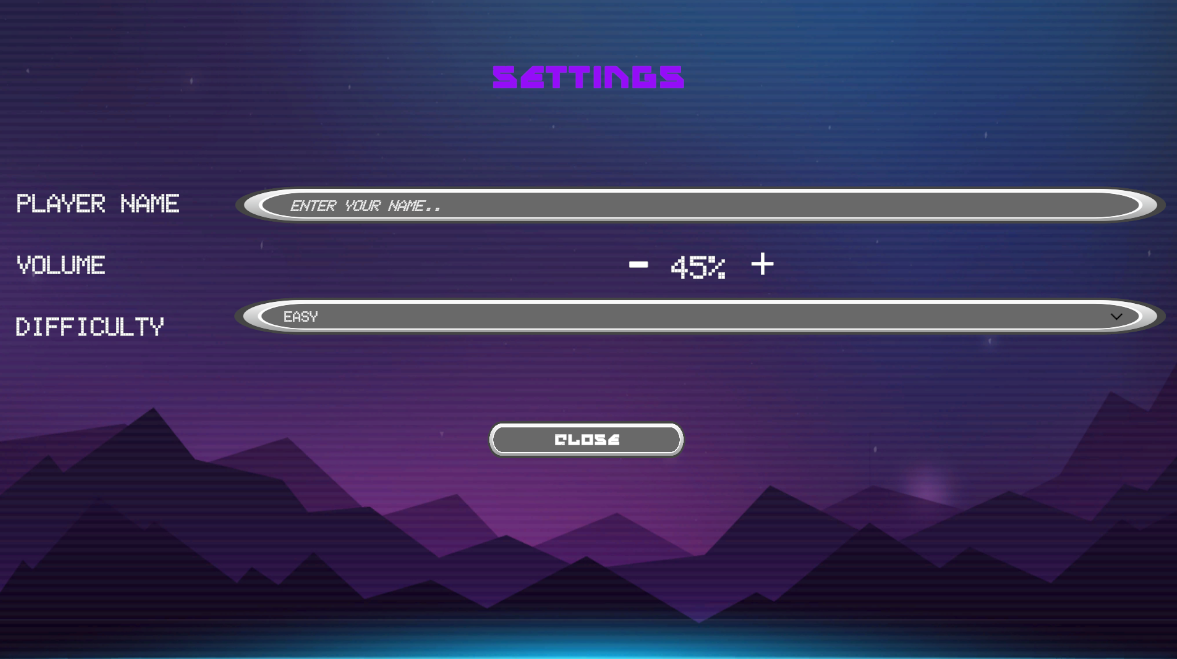 SETTINGS
PLAYER NAME
ENTER YOUR NAME..
VOLUME
- 45% +
DIFFICULTY
EASY
CLOSE